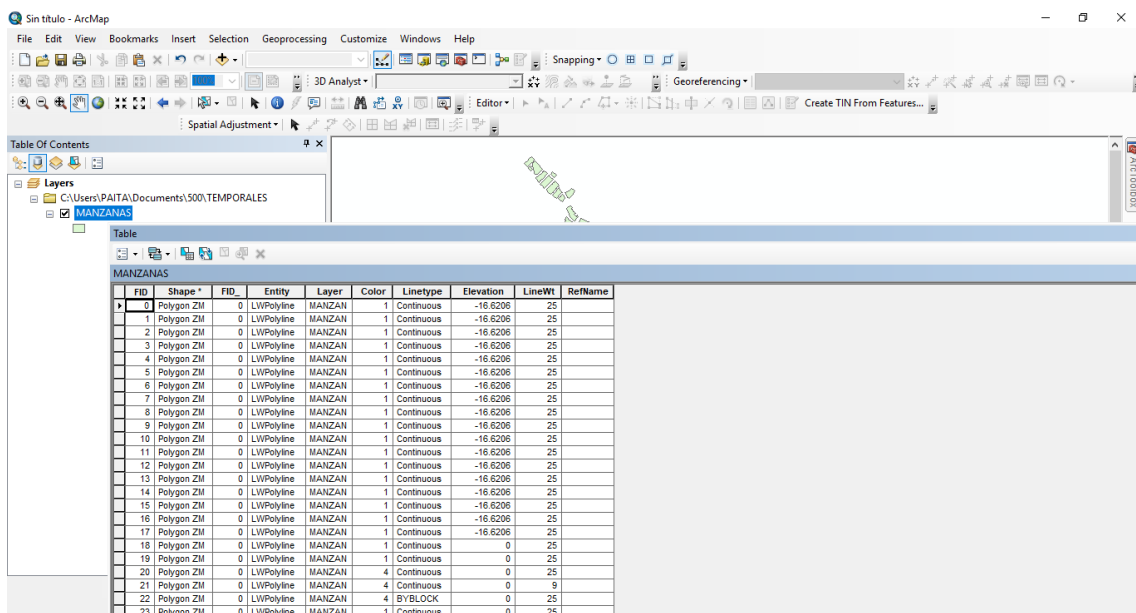 Sin título - ArcMap
File Edit View Bookmarks Insert Selection Geoprocessing Customize Windows Help
Snapping
3D Analyst Georeferencing
Editor Create TIN From Features...
Spatial Adjustment
Table Of Contents
Layers
C:\Users\PAITA\Documents\500\TEMPORALES
MANZANAS
ArcToolbox
Table
MANZANAS
FID Shape * FID_ Entity Layer Color Linetype Elevation LineWt RefName
0 Polygon ZM 0 LWPolyline MANZAN 1 Continuous -16.6206 25
1 Polygon ZM 0 LWPolyline MANZAN 1 Continuous -16.6206 25
2 Polygon ZM 0 LWPolyline MANZAN 1 Continuous -16.6206 25
3 Polygon ZM 0 LWPolyline MANZAN 1 Continuous -16.6206 25
4 Polygon ZM 0 LWPolyline MANZAN 1 Continuous -16.6206 25
5 Polygon ZM 0 LWPolyline MANZAN 1 Continuous -16.6206 25
6 Polygon ZM 0 LWPolyline MANZAN 1 Continuous -16.6206 25
7 Polygon ZM 0 LWPolyline MANZAN 1 Continuous -16.6206 25
8 Polygon ZM 0 LWPolyline MANZAN 1 Continuous -16.6206 25
9 Polygon ZM 0 LWPolyline MANZAN 1 Continuous -16.6206 25
10 Polygon ZM 0 LWPolyline MANZAN 1 Continuous -16.6206 25
11 Polygon ZM 0 LWPolyline MANZAN 1 Continuous -16.6206 25
12 Polygon ZM 0 LWPolyline MANZAN 1 Continuous -16.6206 25
13 Polygon ZM 0 LWPolyline MANZAN 1 Continuous -16.6206 25
14 Polygon ZM 0 LWPolyline MANZAN 1 Continuous -16.6206 25
15 Polygon ZM 0 LWPolyline MANZAN 1 Continuous -16.6206 25
16 Polygon ZM 0 LWPolyline MANZAN 1 Continuous -16.6206 25
17 Polygon ZM 0 LWPolyline MANZAN 1 Continuous -16.6206 25
18 Polygon ZM 0 LWPolyline MANZAN 1 Continuous 0 25
19 Polygon ZM 0 LWPolyline MANZAN 1 Continuous 0 25
20 Polygon ZM 0 LWPolyline MANZAN 4 Continuous 0 25
21 Polygon ZM 0 LWPolyline MANZAN 4 Continuous 0 9
22 Polygon ZM 0 LWPolyline MANZAN 4 BYBLOCK 0 25
23 Polygon ZM 0 LWPolyline MANZAN 1 Continuous 0 25